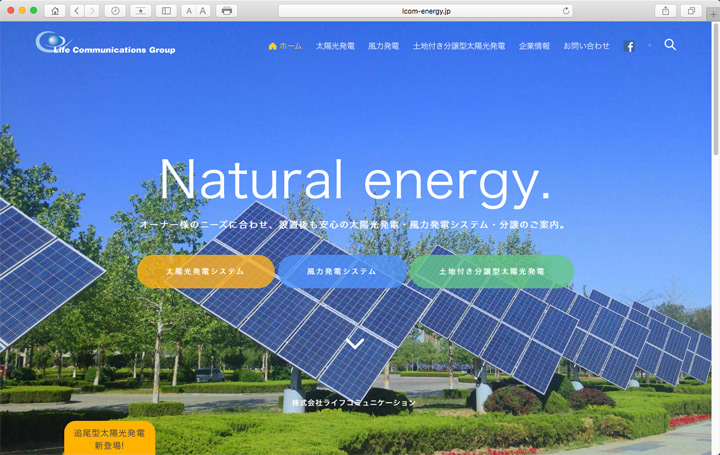 lcom-energy.jp
Life Communications Group
ホーム 太陽光発電 風力発電 土地付き分譲型太陽光発電 企業情報 お問い合わせ f
Natural energy.
オーナー様のニーズに合わせ、設置後も安心の太陽光発電・風力発電システム・分譲のご案内。
太陽光発電システム 風力発電システム 土地付き分譲型太陽光発電
株式会社ライフコミュニケーション
追尾型太陽光発電
新登場!